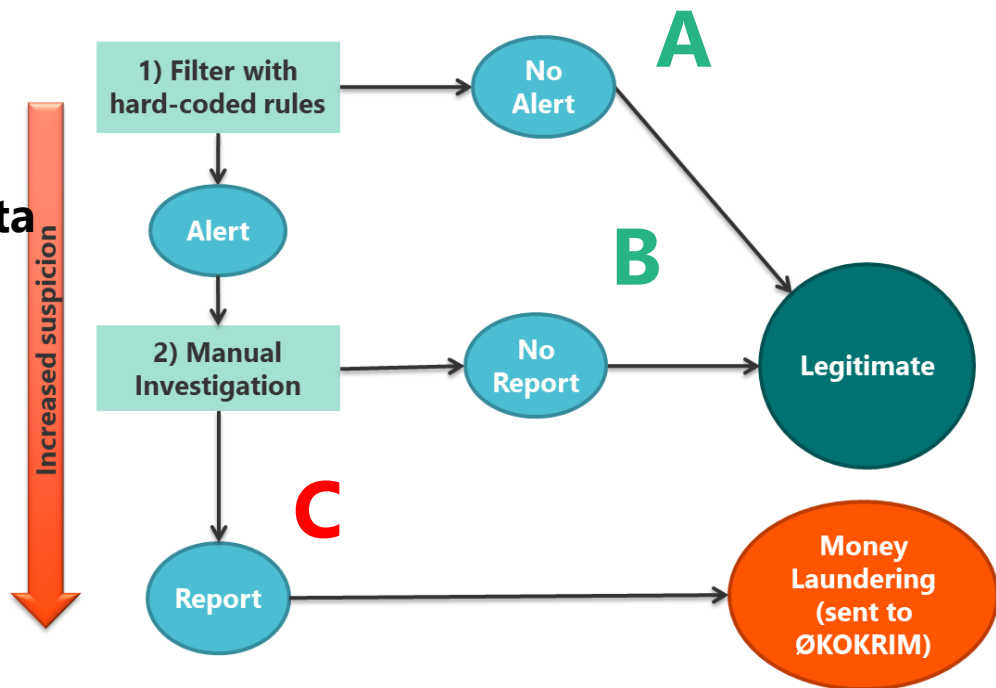 A
1) Filter with
hard-coded rules
No
Alert
ta
Alert
Increased suspicion
B
2) Manual
Investigation
No
Report
Legitimate
C
Report
Money
Laundering
(sent to
ØKOKRIM)